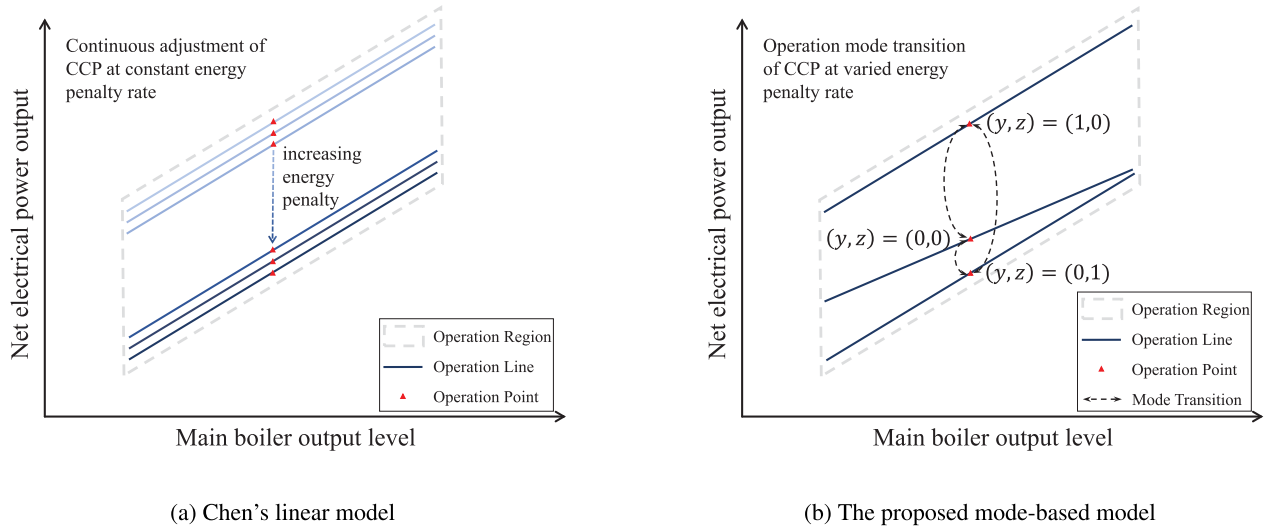 Continuous adjustment of
CCP at constant energy
penalty rate
increasing
energy
penalty
Net electrical power output
Operation Region
Operation Line
Operation Point
Main boiler output level
(a) Chen's linear model
Operation mode transition
of CCP at varied energy
penalty rate
(y, z) = (1,0)
(y, z) = (0,0)
(y, z) = (0,1)
Net electrical power output
Operation Region
Operation Line
Operation Point
Mode Transition
Main boiler output level
(b) The proposed mode-based model